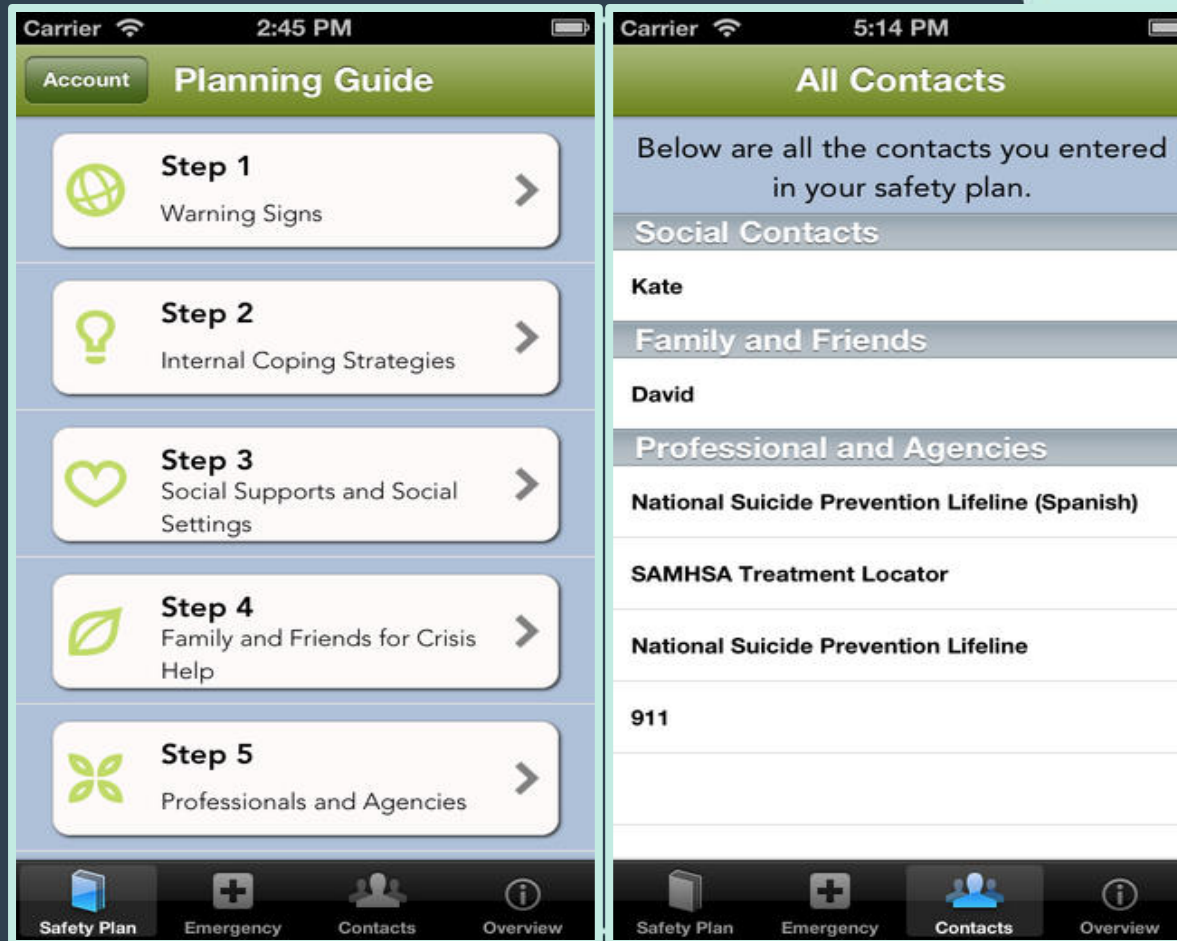 Carrier 2:45 PM
Account Planning Guide
Step 1
Warning Signs
Step 2
Internal Coping Strategies
Step 3
Social Supports and Social
Settings
Step 4
Family and Friends for Crisis
Help
Step 5
Professionals and Agencies
Safety Plan Emergency Contacts Overview
Carrier 5:14 PM
All Contacts
Below are all the contacts you entered
in your safety plan.
Social Contacts
Kate
Family and Friends
David
Professional and Agencies
National Suicide Prevention Lifeline (Spanish)
SAMHSA Treatment Locator
National Suicide Prevention Lifeline
911
Safety Plan Emergency Contacts Overview